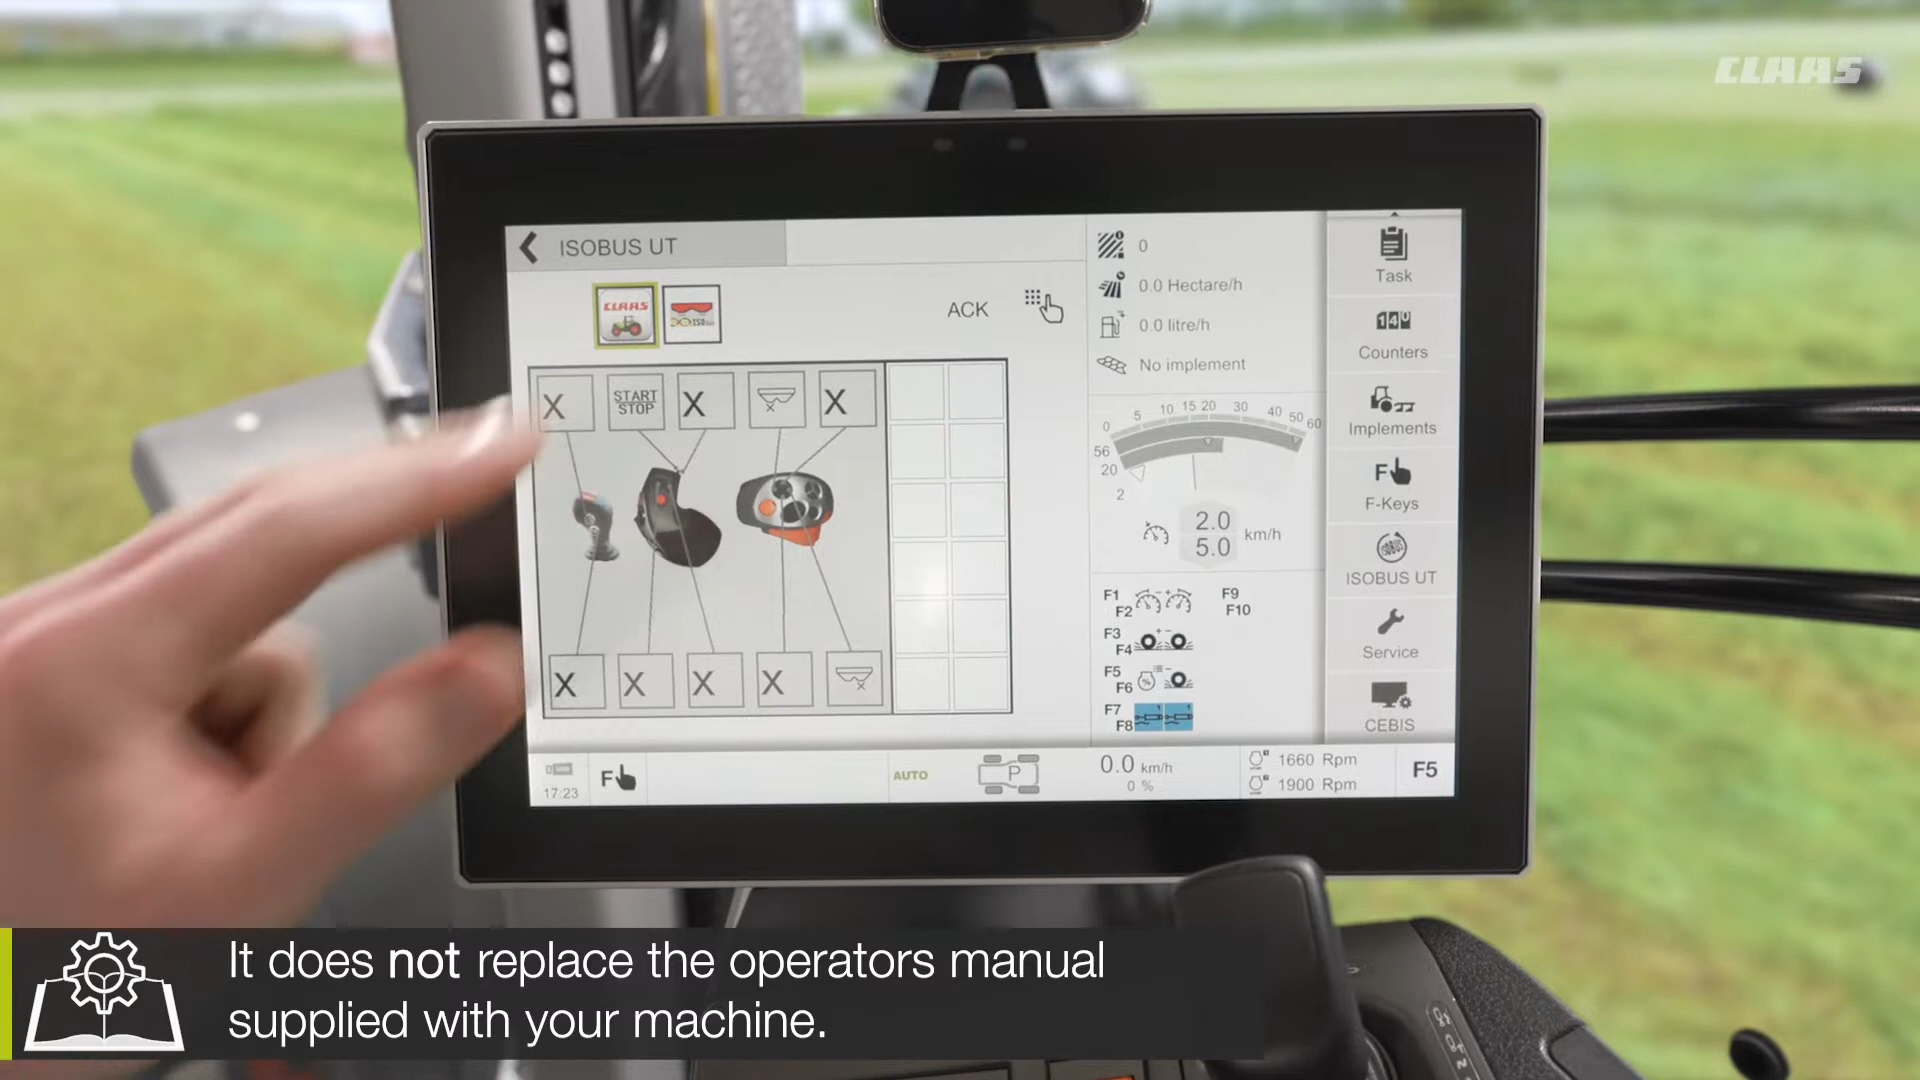 CLAAS
ISOBUS UT
CLAAS
ACK
X
START
STOP
X
X
X
X
X
X
0
0.0 Hectare/h
0.0 litre/h
No implement
0
5
10
15
20
30
40
50
60
56
20
2
2.0
5.0
km/h
F1
F2
F3
F4
F5
F6
F7
F8
F9
F10
Task
Counters
Implements
F
F-Keys
ISOBUS
ISOBUS UT
Service
CEBIS
17:23
F
AUTO
P
0.0 km/h
0 %
1660 Rpm
1900 Rpm
F5
It does not replace the operators manual
supplied with your machine.